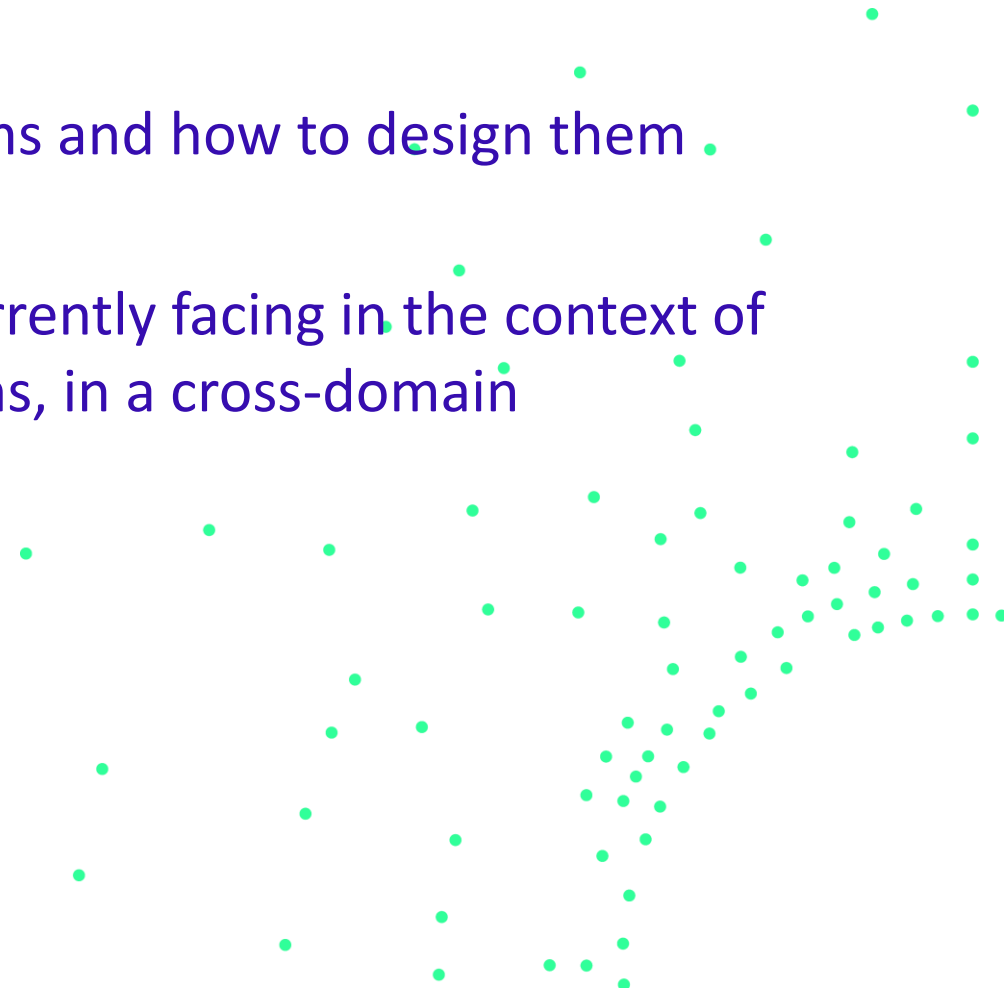 ns and how to design them
rrently facing in the context of
ns, in a cross-domain